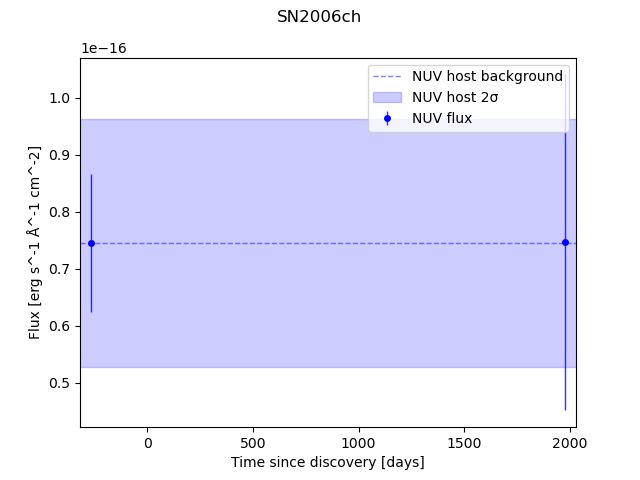 SN2006ch
1e−16
NUV host background
NUV host 2σ
NUV flux
1.0
0.9
0.8
0.7
0.6
0.5
Flux [erg s^-1 Å^-1 cm^-2]
0
500
1000
1500
2000
Time since discovery [days]